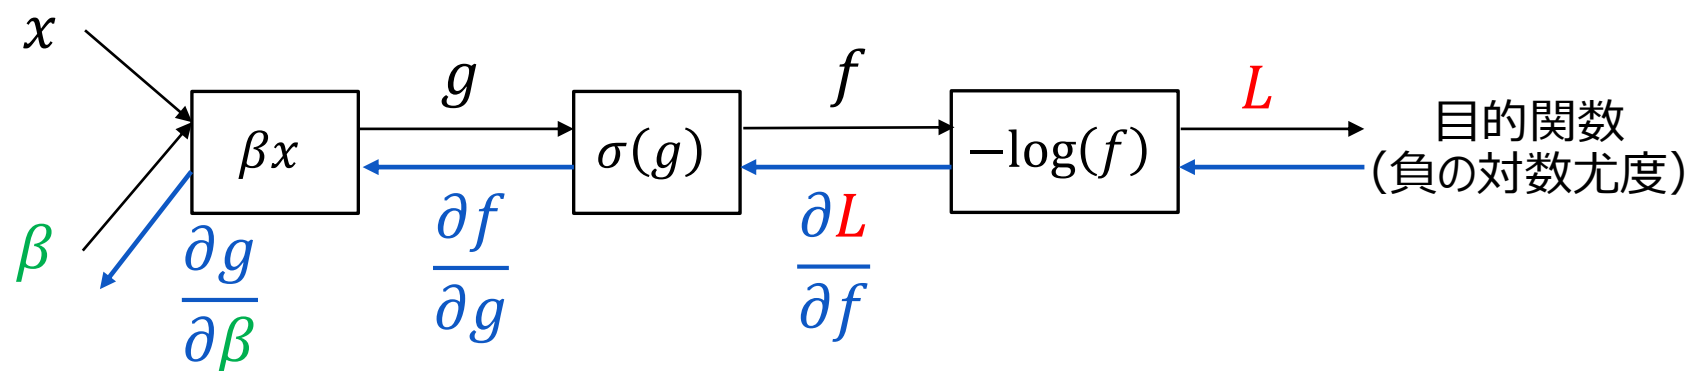 x
g
f
L
βx
σ(g)
−log(f)
目的関数
(負の対数尤度)
β
∂g
∂β
∂f
∂g
∂L
∂f